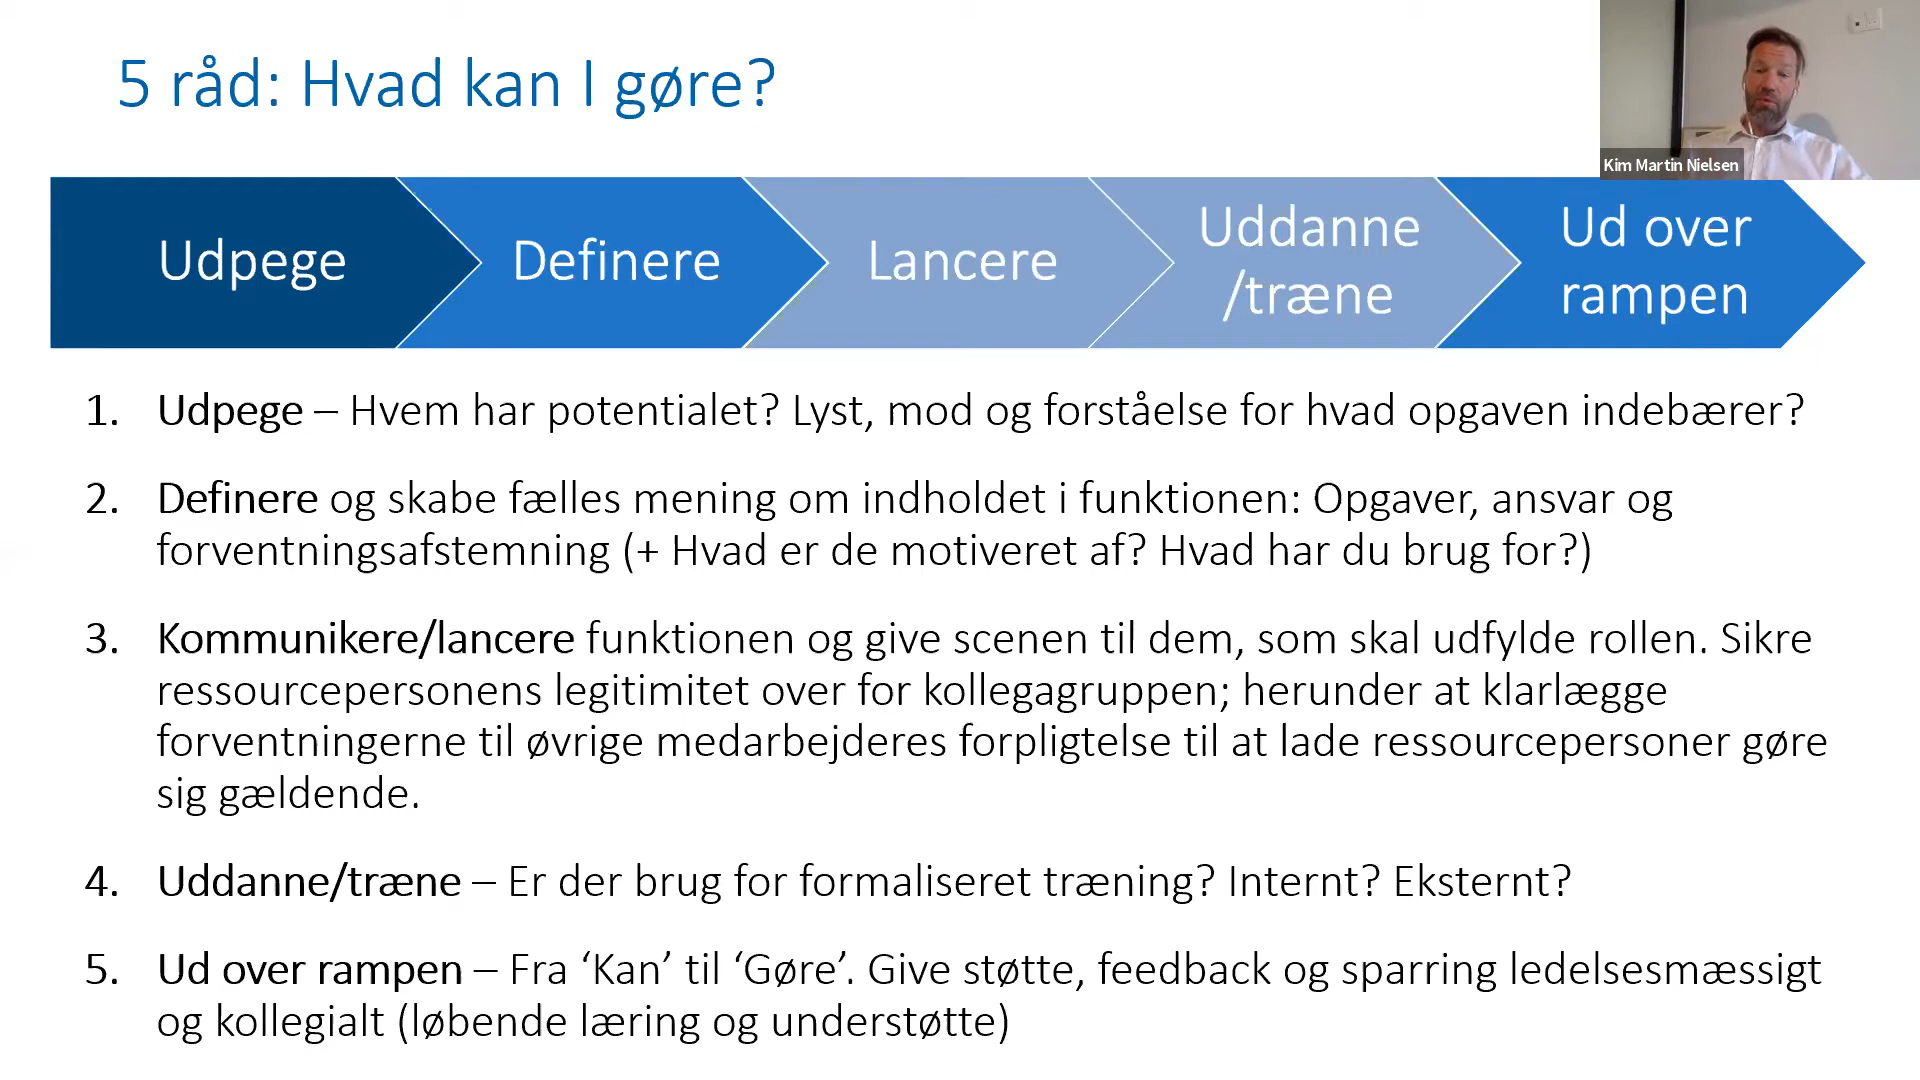 5 råd: Hvad kan I gøre?
Kim Martin Nielsen
Udpege
Definere
Lancere
Uddanne
/træne
Ud over
rampen
1. Udpege – Hvem har potentialet? Lyst, mod og forståelse for hvad opgaven indebærer?
2. Definere og skabe fælles mening om indholdet i funktionen: Opgaver, ansvar og
forventningsafstemning (+ Hvad er de motiveret af? Hvad har du brug for?)
3. Kommunikere/lancere funktionen og give scenen til dem, som skal udfylde rollen. Sikre
ressourcepersonens legitimitet over for kollegagruppen; herunder at klarlægge
forventningerne til øvrige medarbejderes forpligtelse til at lade ressourcepersoner gøre
sig gældende.
4. Uddanne/træne – Er der brug for formaliseret træning? Internt? Eksternt?
5. Ud over rampen – Fra ‘Kan’ til ‘Gøre’. Give støtte, feedback og sparring ledelsesmæssigt
og kollegialt (løbende læring og understøtte)